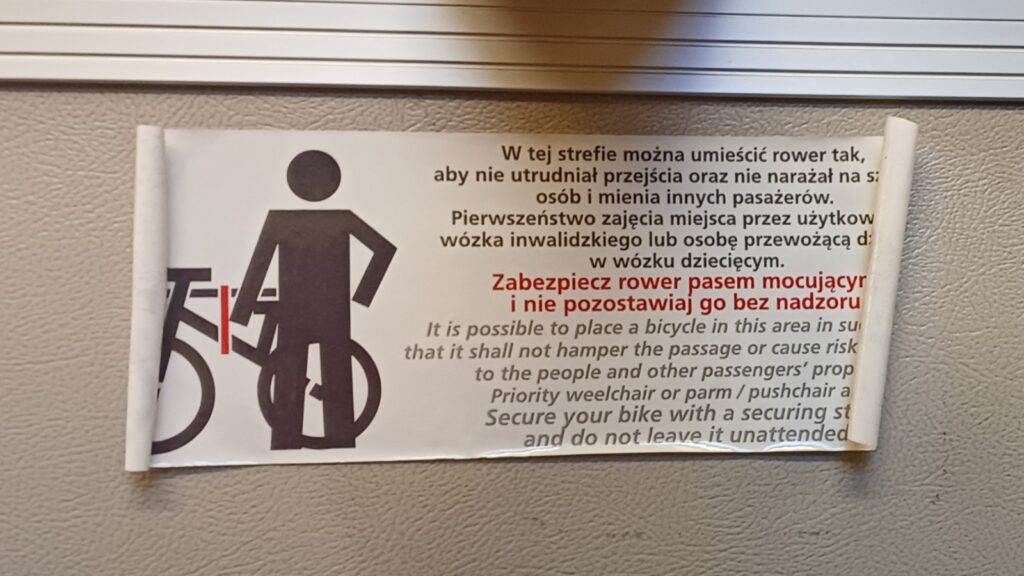 W tej strefie można umieścić rower tak,
aby nie utrudniał przejścia oraz nie narażał na
osób i mienia innych pasażerów.
Pierwszeństwo zajęcia miejsca przez
wózka inwalidzkiego lub osobę przewożącą
w wózku dziecięcym.
Zabezpiecz rower pasem
i nie pozostawiaj go bez nadzoru
It is possible to place a bicycle in this area in
that it shall not hamper the passage or cause risk
to the people and other passengers'
Priority weelchair or parm / pushchair
Secure your bike with a securing
and do not leave it unattended